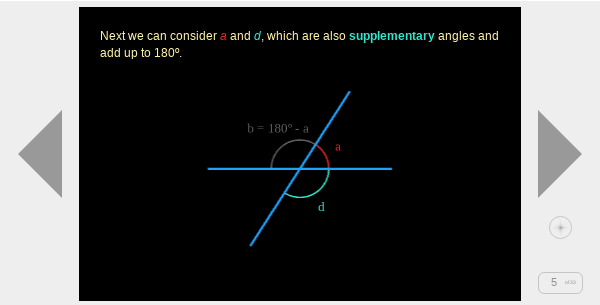 Next we can consider a and d, which are also supplementary angles and
add up to 180º.
b = 180º - a
a
d
5